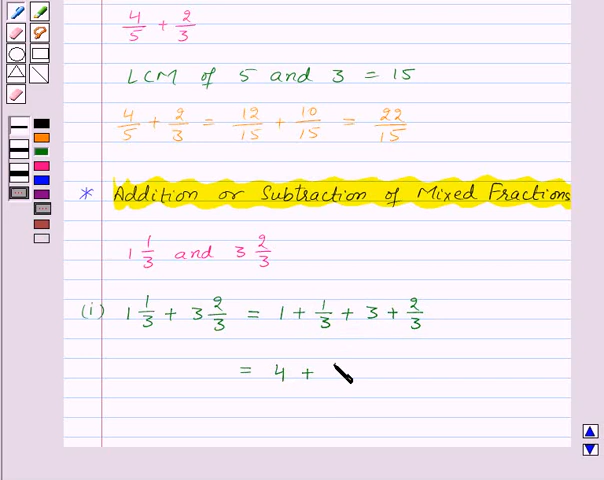 4/5 + 2/3
LCM of 5 and 3 = 15
4/5 + 2/3 = 12/15 + 10/15 = 22/15
* Addition or Subtraction of Mixed Fractions
1 1/3 and 3 2/3
(i) 1 1/3 + 3 2/3 = 1 + 1/3 + 3 + 2/3
= 4 +